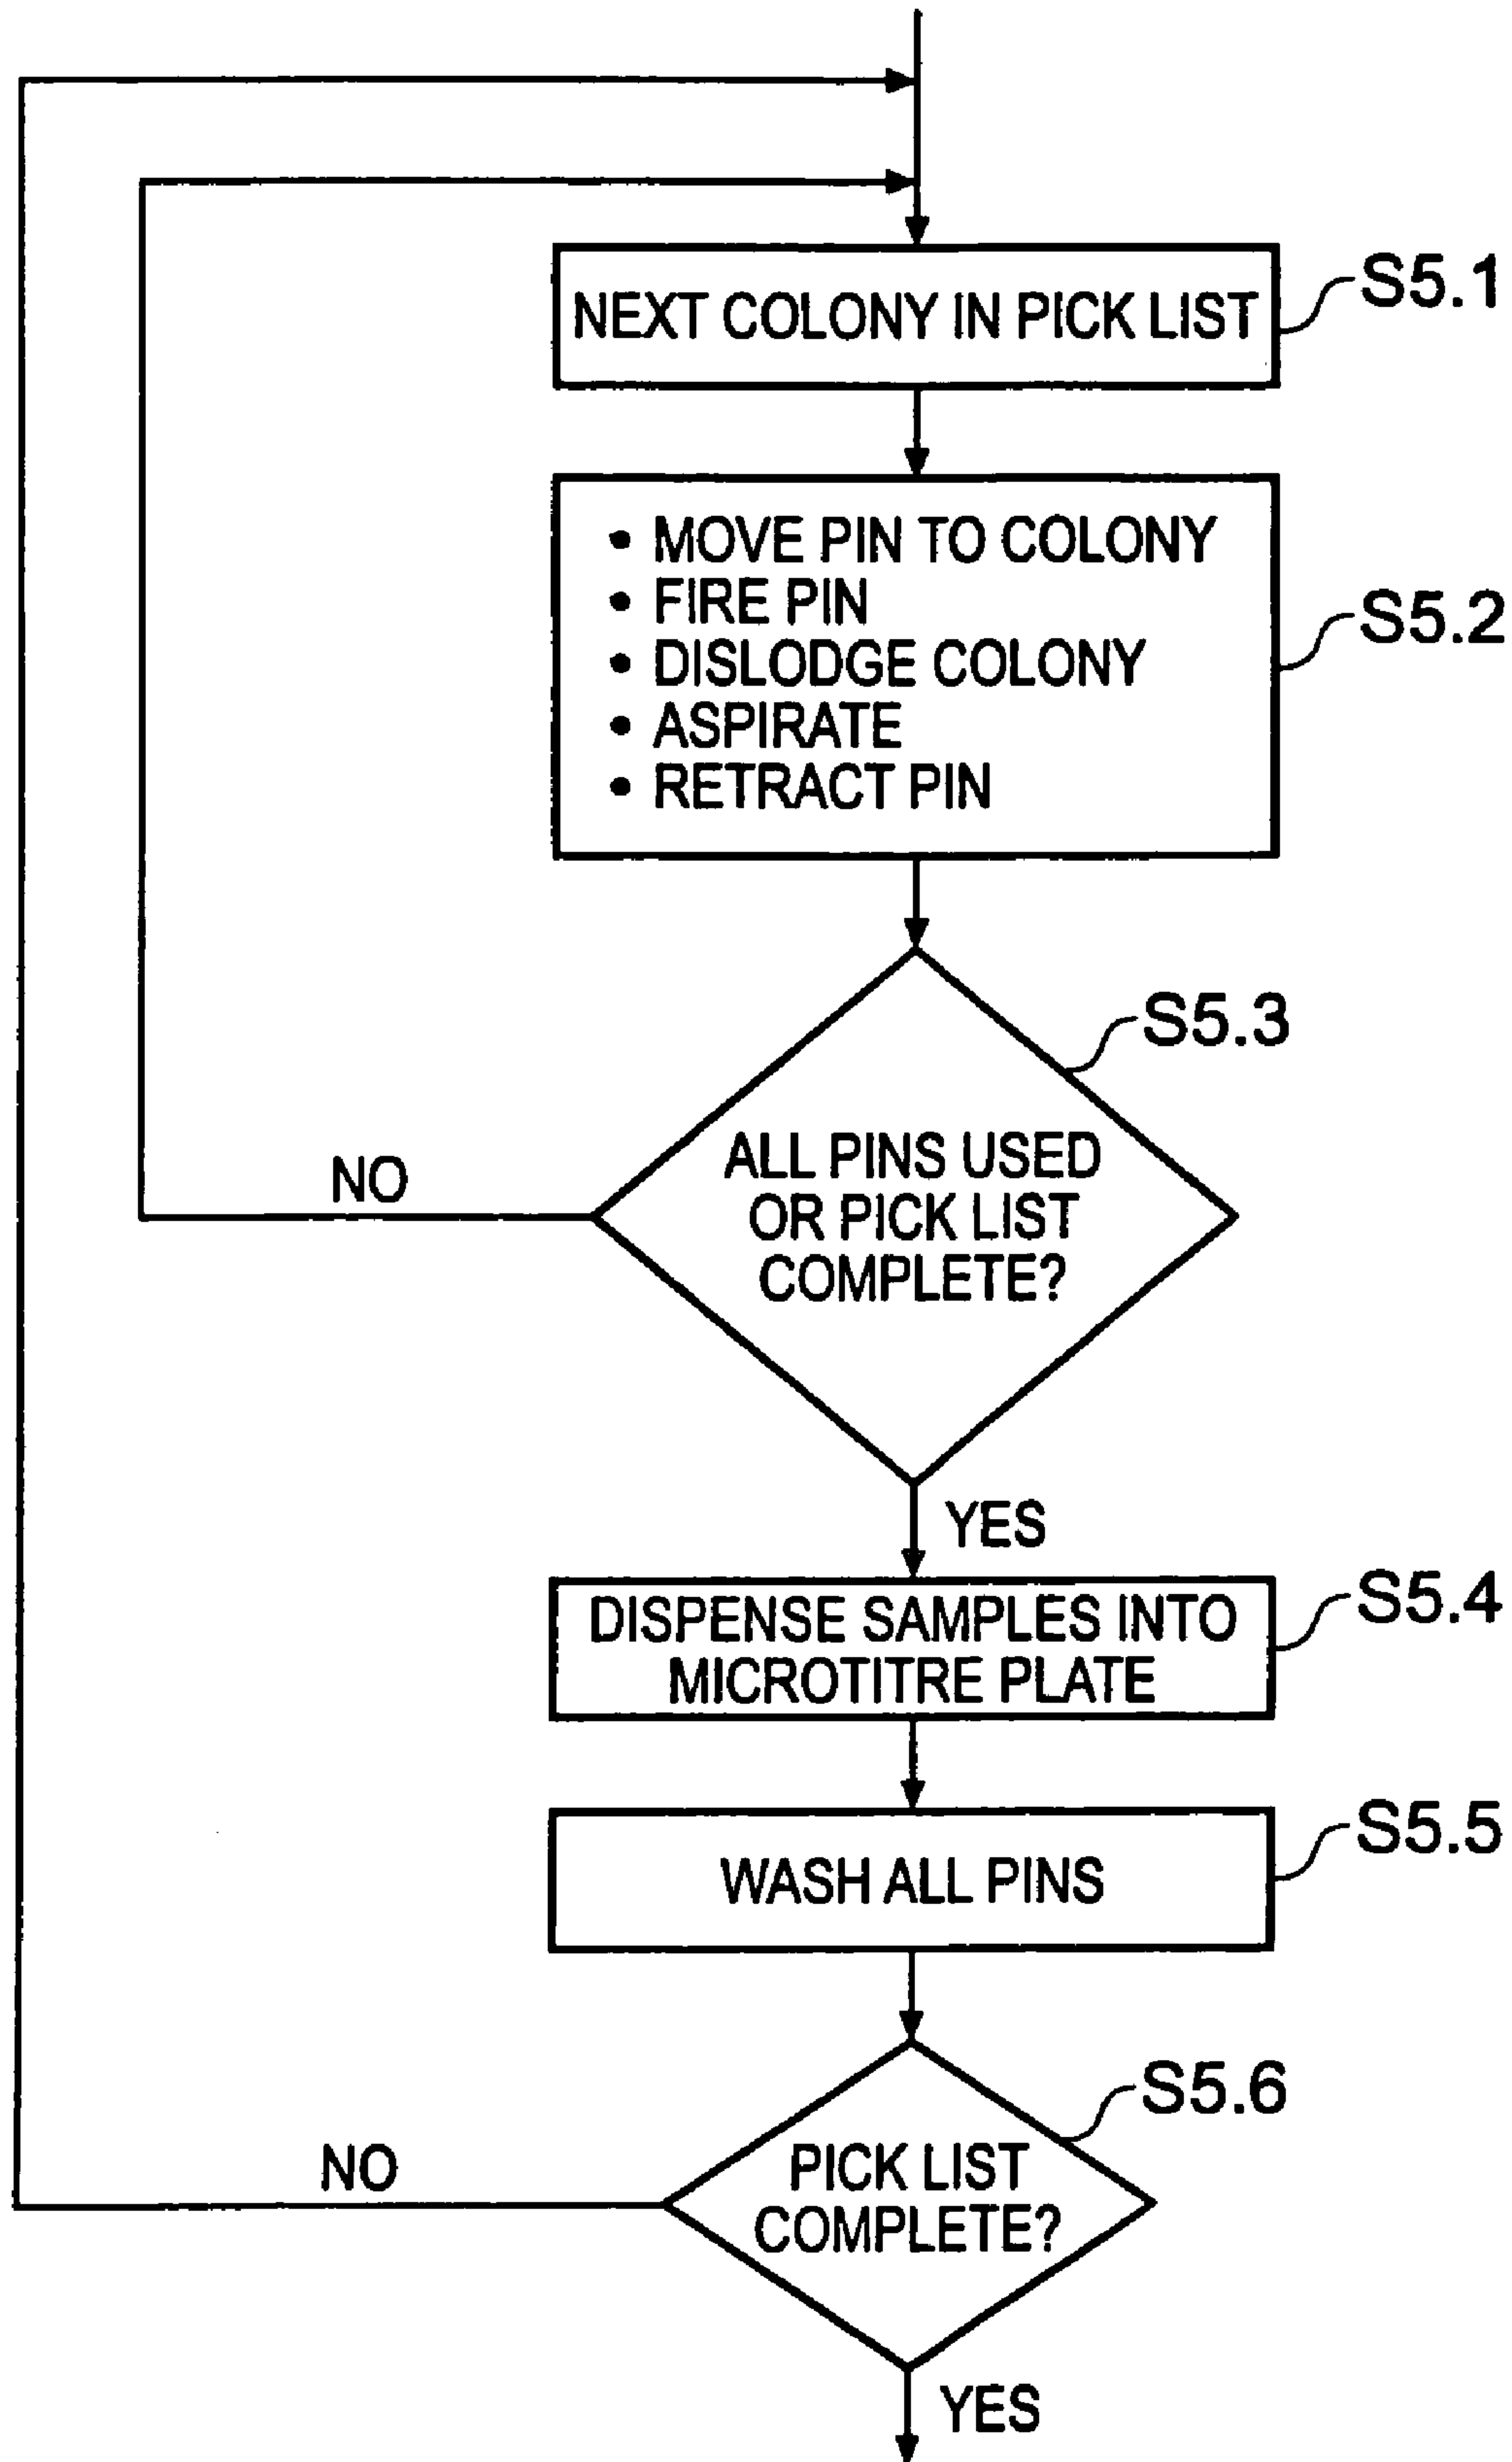 NEXT COLONY IN PICK LIST
S5.1
• MOVE PIN TO COLONY
• FIRE PIN
• DISLODGE COLONY
• ASPIRATE
• RETRACT PIN
S5.2
S5.3
ALL PINS USED
OR PICK LIST
COMPLETE?
NO
YES
DISPENSE SAMPLES INTO
MICROTITRE PLATE
S5.4
WASH ALL PINS
S5.5
S5.6
PICK LIST
COMPLETE?
NO
YES